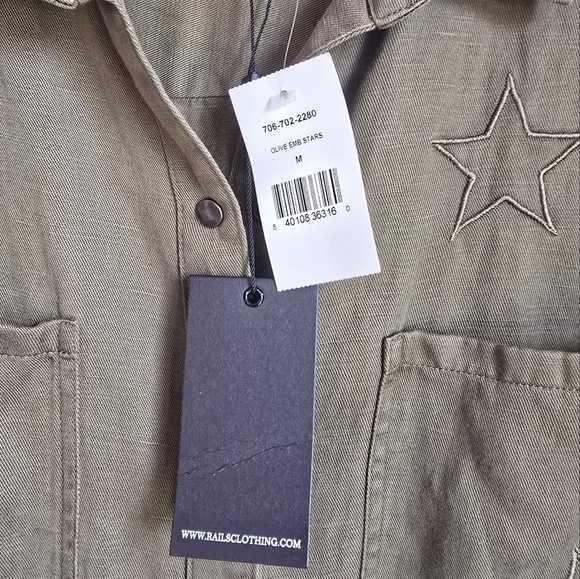 706-702-2280
OLIVE EMB STARS
M
8 40108 36316 0
WWW.RAILSCLOTHING.COM